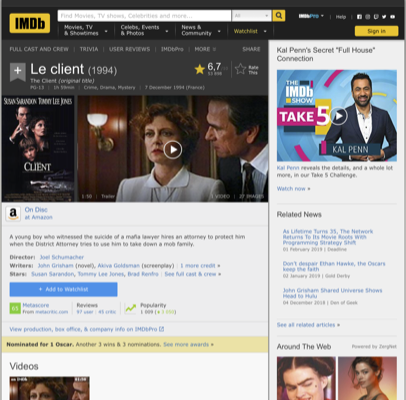 IMDb
Find Movies, TV shows, Celebrities and more...
All
IMDbPro
Help
Movies, TV
& Showtimes
Celebs, Events
& Photos
News &
Community
Watchlist
Sign in
FULL CAST AND CREW | TRIVIA | USER REVIEWS | IMDbPro | MORE
SHARE
Le client (1994)
The Client (original title)
PG-13 | 1h 59min | Crime, Drama, Mystery | 7 December 1994 (France)
6,7
Rate
This
SUSAN SARANDON TOMMY LEE JONES
CLIENT
1:50 | Trailer
1 VIDEO | 37 IMAGES
On Disc
at Amazon
A young boy who witnessed the suicide of a mafia lawyer hires an attorney to protect him
when the District Attorney tries to use him to take down a mob family.
Director: Joel Schumacher
Writers: John Grisham (novel), Akiva Goldsman (screenplay) | 1 more credit »
Stars: Susan Sarandon, Tommy Lee Jones, Brad Renfro | See full cast & crew »
+ Add to Watchlist
Metascore
From metacritic.com
Reviews
97 user | 45 critic
Popularity
View production, box office, & company info on IMDbPro
Nominated for 1 Oscar. Another 3 wins & 3 nominations. See more awards »
Videos
Kal Penn's Secret "Full House"
Connection
THE
IMDb
SHOW
TAKE 5
KAL PENN
Kal Penn reveals the details, and a whole lot
more, in our Take 5 Challenge.
Watch now »
Related News
As Lifetime Turns 35, The Network
Returns To Its Movie Roots With
Programming Strategy Shift
01 February 2019 | Deadline
Don't despair Ethan Hawke, the Oscars
keep the faith
02 January 2019 | Gold Derby
John Grisham Shared Universe Shows
Head to Hulu
04 December 2018 | Den of Geek
See all related articles »
Around The Web
Powered by ZergNet